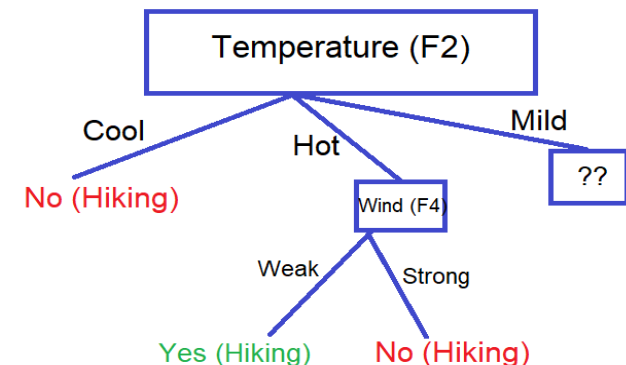 Temperature (F2)
Cool
Hot
Mild
No (Hiking)
Wind (F4)
??
Weak
Strong
Yes (Hiking)
No (Hiking)